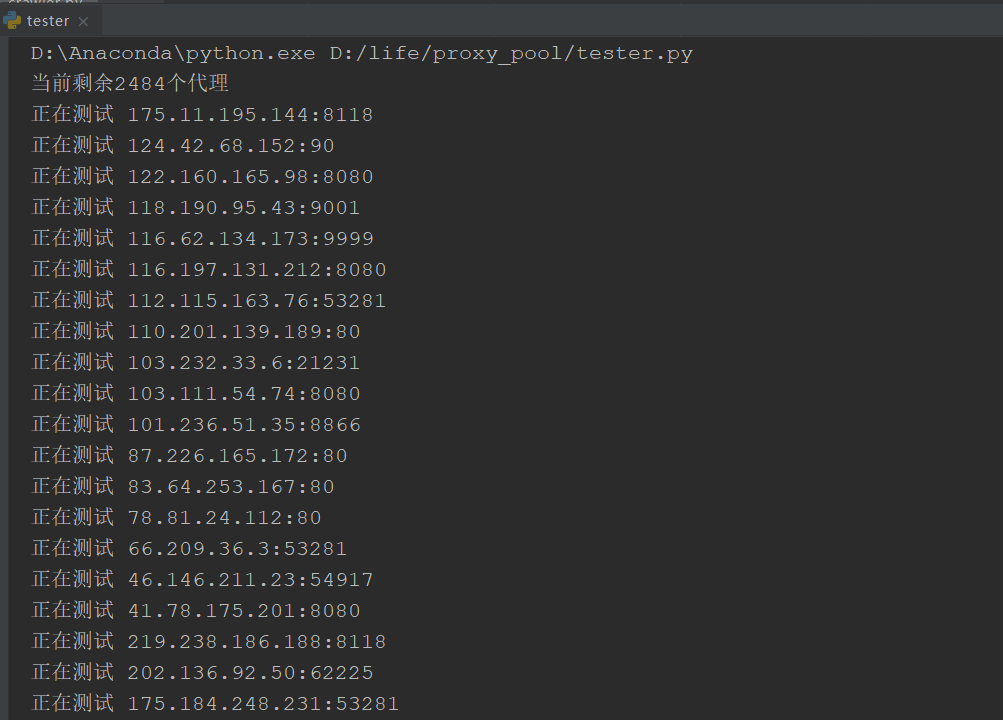 crawler.py
tester
D:\Anaconda\python.exe D:/life/proxy_pool/tester.py
当前剩余2484个代理
正在测试 175.11.195.144:8118
正在测试 124.42.68.152:90
正在测试 122.160.165.98:8080
正在测试 118.190.95.43:9001
正在测试 116.62.134.173:9999
正在测试 116.197.131.212:8080
正在测试 112.115.163.76:53281
正在测试 110.201.139.189:80
正在测试 103.232.33.6:21231
正在测试 103.111.54.74:8080
正在测试 101.236.51.35:8866
正在测试 87.226.165.172:80
正在测试 83.64.253.167:80
正在测试 78.81.24.112:80
正在测试 66.209.36.3:53281
正在测试 46.146.211.23:54917
正在测试 41.78.175.201:8080
正在测试 219.238.186.188:8118
正在测试 202.136.92.50:62225
正在测试 175.184.248.231:53281